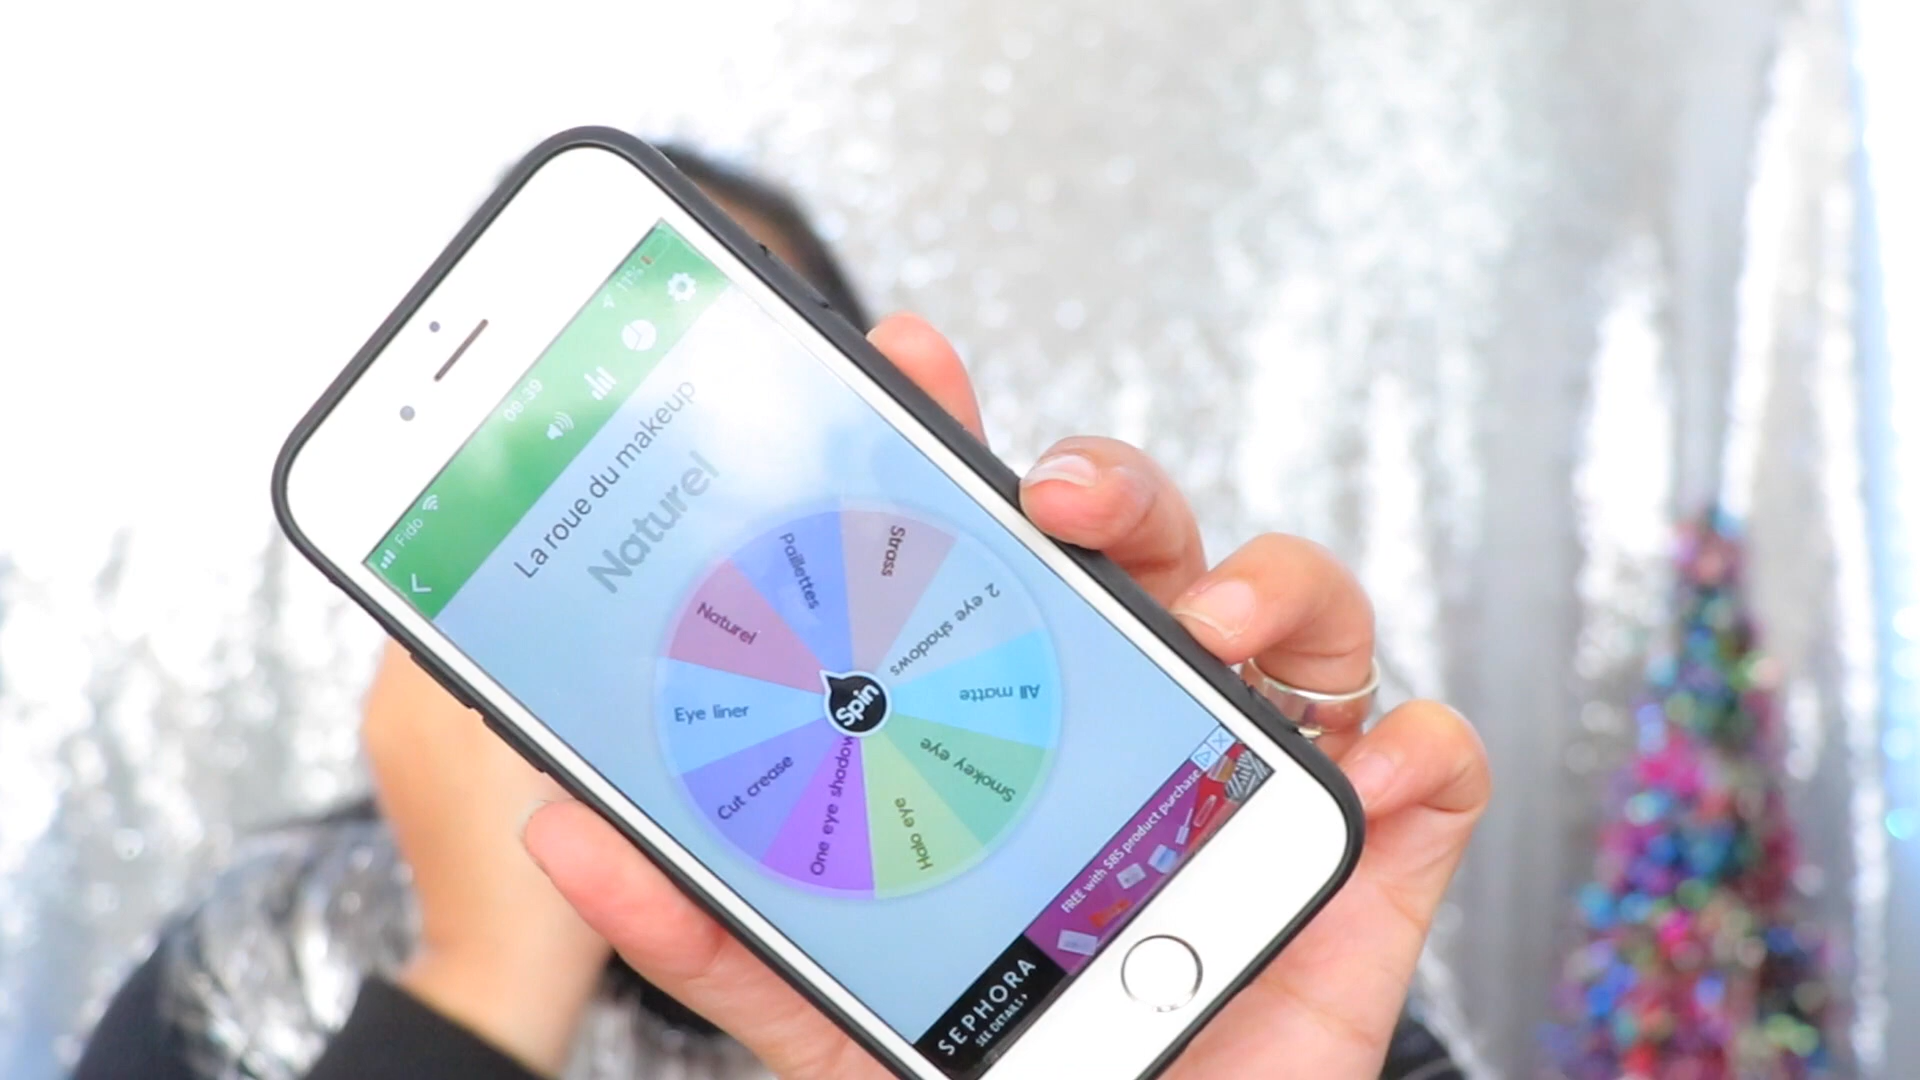 Fido
09:39
11%
La roue du makeup
Naturel
Strass
2 eye shadows
All matte
Smokey eye
Halo eye
One eye shadow
Cut crease
Eye liner
Naturel
Paillettes
Spin
FREE with $85 product purchase.
SEPHORA
SEE DETAILS